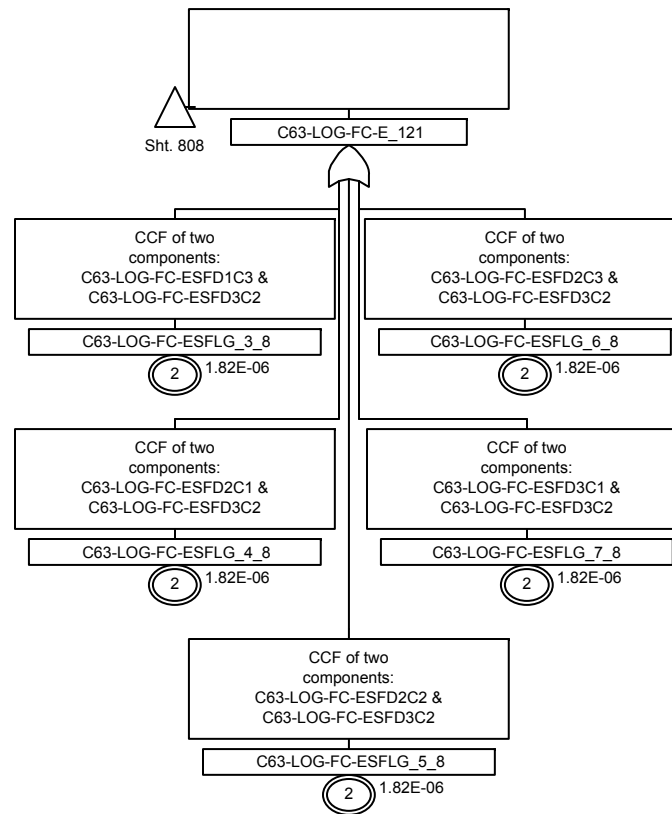 Sht. 808
C63-LOG-FC-E_121
CCF of two
components:
C63-LOG-FC-ESFD1C3 &
C63-LOG-FC-ESFD3C2
C63-LOG-FC-ESFLG_3_8
2
1.82E-06
CCF of two
components:
C63-LOG-FC-ESFD2C3 &
C63-LOG-FC-ESFD3C2
C63-LOG-FC-ESFLG_6_8
2
1.82E-06
CCF of two
components:
C63-LOG-FC-ESFD2C1 &
C63-LOG-FC-ESFD3C2
C63-LOG-FC-ESFLG_4_8
2
1.82E-06
CCF of two
components:
C63-LOG-FC-ESFD3C1 &
C63-LOG-FC-ESFD3C2
C63-LOG-FC-ESFLG_7_8
2
1.82E-06
CCF of two
components:
C63-LOG-FC-ESFD2C2 &
C63-LOG-FC-ESFD3C2
C63-LOG-FC-ESFLG_5_8
2
1.82E-06